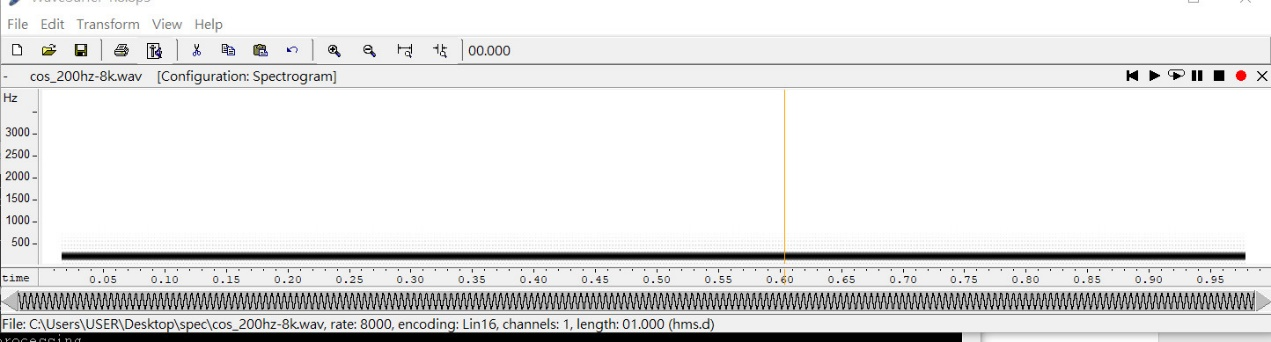 WaveSurfer 1.8.8p5
File Edit Transform View Help
00.000
- cos_200hz-8k.wav [Configuration: Spectrogram]
Hz
3000
2500
2000
1500
1000
500
time 0.05 0.10 0.15 0.20 0.25 0.30 0.35 0.40 0.45 0.50 0.55 0.60 0.65 0.70 0.75 0.80 0.85 0.90 0.95
File: C:\Users\USER\Desktop\spec\cos_200hz-8k.wav, rate: 8000, encoding: Lin16, channels: 1, length: 01.000 (hms.d)
processing